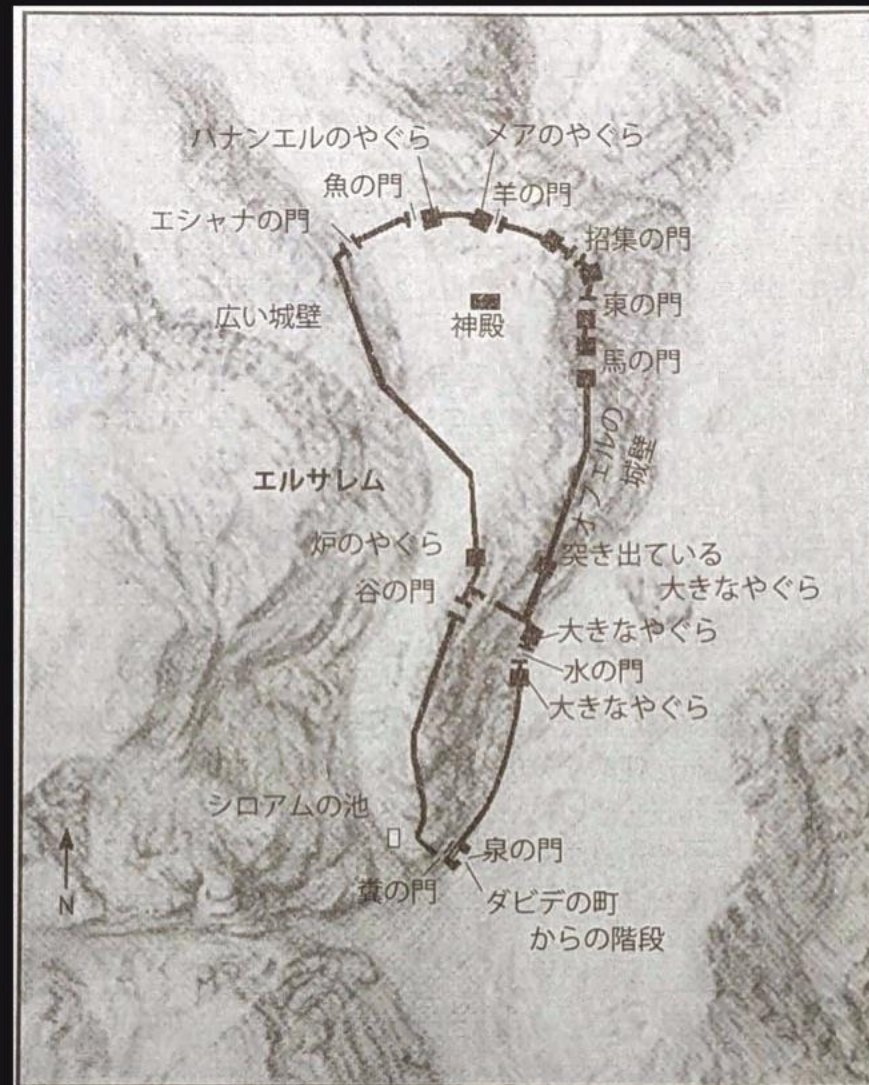 ハナンエルのやぐら
メアのやぐら
魚の門
羊の門
エシャナの門
招集の門
広い城壁
神殿
東の門
馬の門
オフェルの
城壁
エルサレム
炉のやぐら
突き出ている
大きなやぐら
谷の門
大きなやぐら
水の門
大きなやぐら
シロアムの池
泉の門
糞の門
ダビデの町
からの階段
N